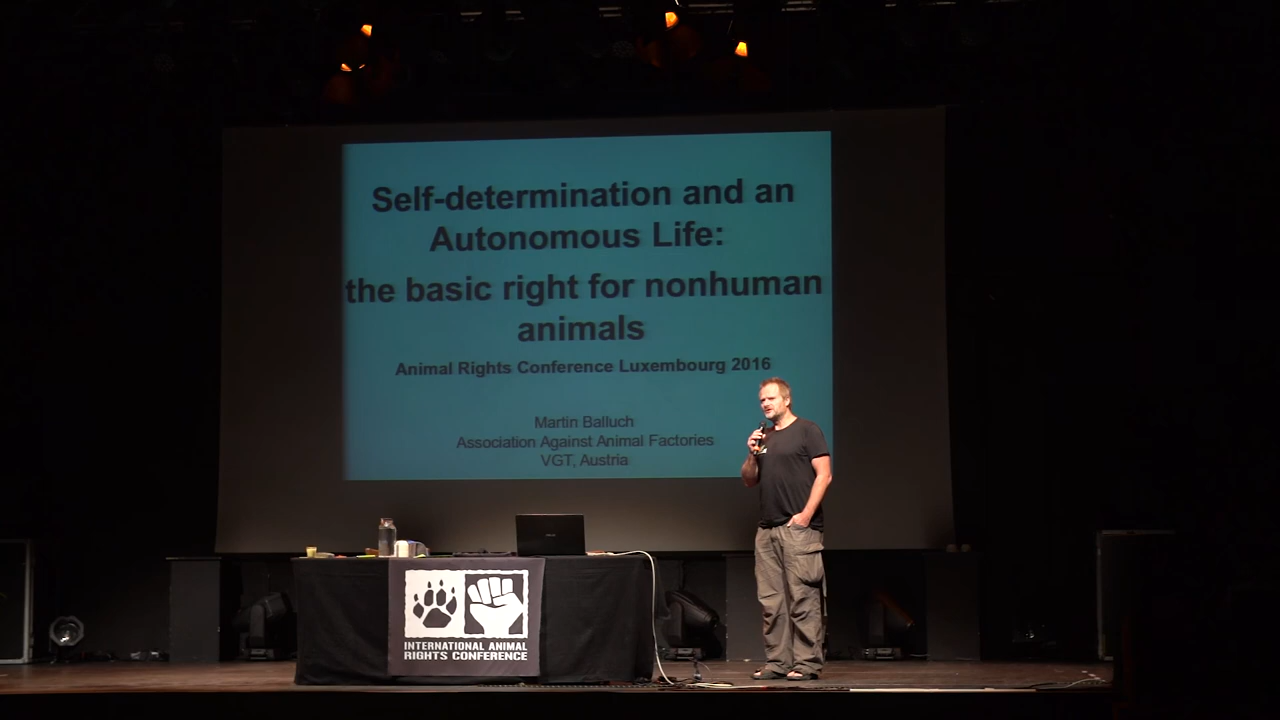 Self-determination and an
Autonomous Life:
the basic right for nonhuman
animals
Animal Rights Conference Luxembourg 2016
Martin Balluch
Association Against Animal Factories
VGT, Austria
INTERNATIONAL ANIMAL
RIGHTS CONFERENCE